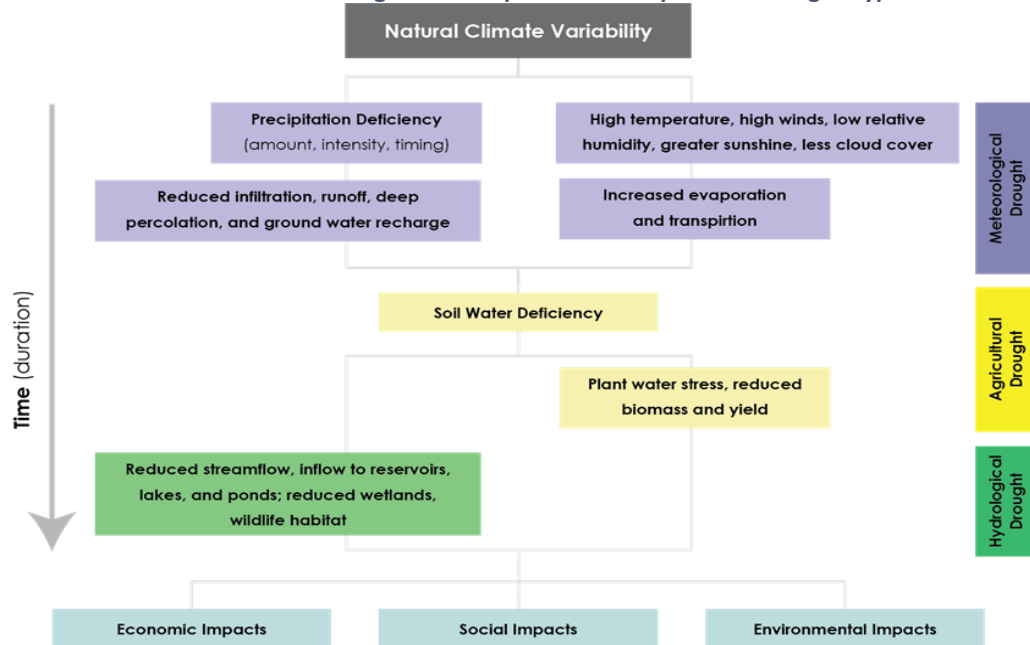 Natural Climate Variability
Precipitation Deficiency
(amount, intensity, timing)
High temperature, high winds, low relative
humidity, greater sunshine, less cloud cover
Reduced infiltration, runoff, deep
percolation, and ground water recharge
Increased evaporation
and transpirtion
Meteorological
Drought
Soil Water Deficiency
Plant water stress, reduced
biomass and yield
Agricultural
Drought
Time (duration)
Reduced streamflow, inflow to reservoirs,
lakes, and ponds; reduced wetlands,
wildlife habitat
Hydrological
Drought
Economic Impacts
Social Impacts
Environmental Impacts